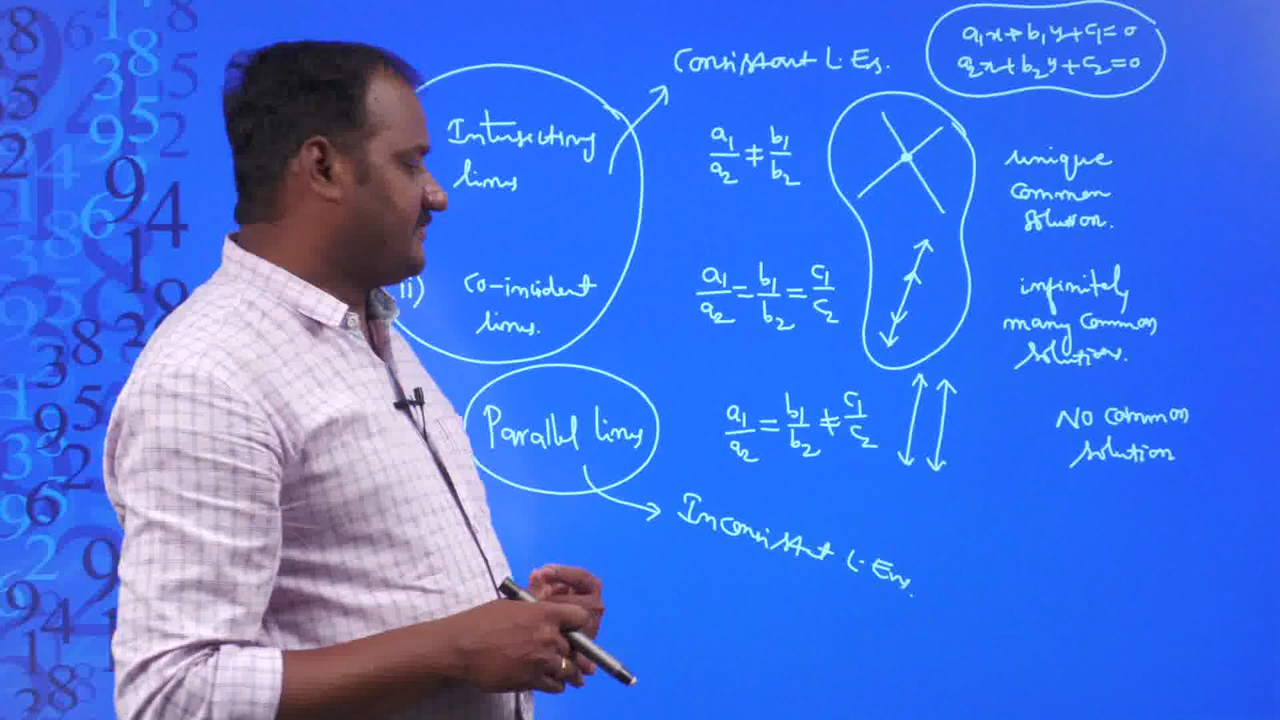 Consistant L.Es.
a₁x+b₁y+c₁=0
a₂x+b₂y+c₂=0
Intersecting
lines
a₁/a₂ ≠ b₁/b₂
unique
common
solution.
ii) co-incident
lines.
a₁/a₂ = b₁/b₂ = c₁/c₂
infinitely
many common
solutions.
Parallel lines
a₁/a₂ = b₁/b₂ ≠ c₁/c₂
No common
solution
Inconsistant L.Es.